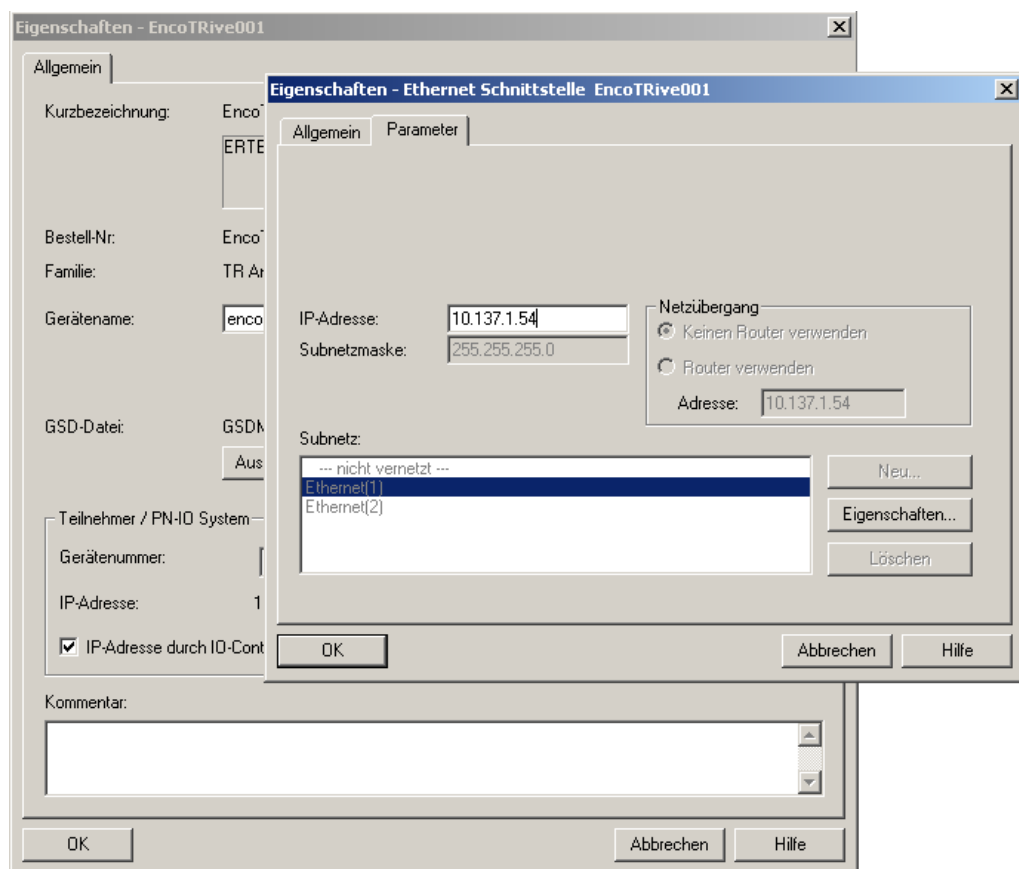 Eigenschaften - EncoTRive001
Allgemein
Kurzbezeichnung:
ERTE
Bestell-Nr:
Familie:
TR
Gerätename:
enco
GSD-Datei:
Aus
Teilnehmer / PN-IO System
Gerätenummer:
IP-Adresse:
1
IP-Adresse durch IO-Cont
Kommentar:
OK
Abbrechen
Hilfe
Eigenschaften - Ethernet Schnittstelle EncoTRive001
Allgemein
Parameter
IP-Adresse:
10.137.1.54
Subnetzmaske:
255.255.255.0
Netzübergang
Keinen Router verwenden
Router verwenden
Adresse:
10.137.1.54
Subnetz:
--- nicht vernetzt ---
Ethernet(1)
Ethernet(2)
Neu...
Eigenschaften...
Löschen
OK
Abbrechen
Hilfe